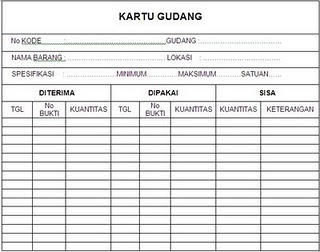 KARTU GUDANG
No KODE :.......................................................GUDANG :...................................
NAMA BARANG :............................................ LOKASI :...................................
SPESIFIKASI :.......................MINIMUM.............MAKSIMUM............SATUAN......
DITERIMA DIPAKAI SISA
TGL No BUKTI KUANTITAS TGL No BUKTI KUANTITAS KUANTITAS KETERANGAN